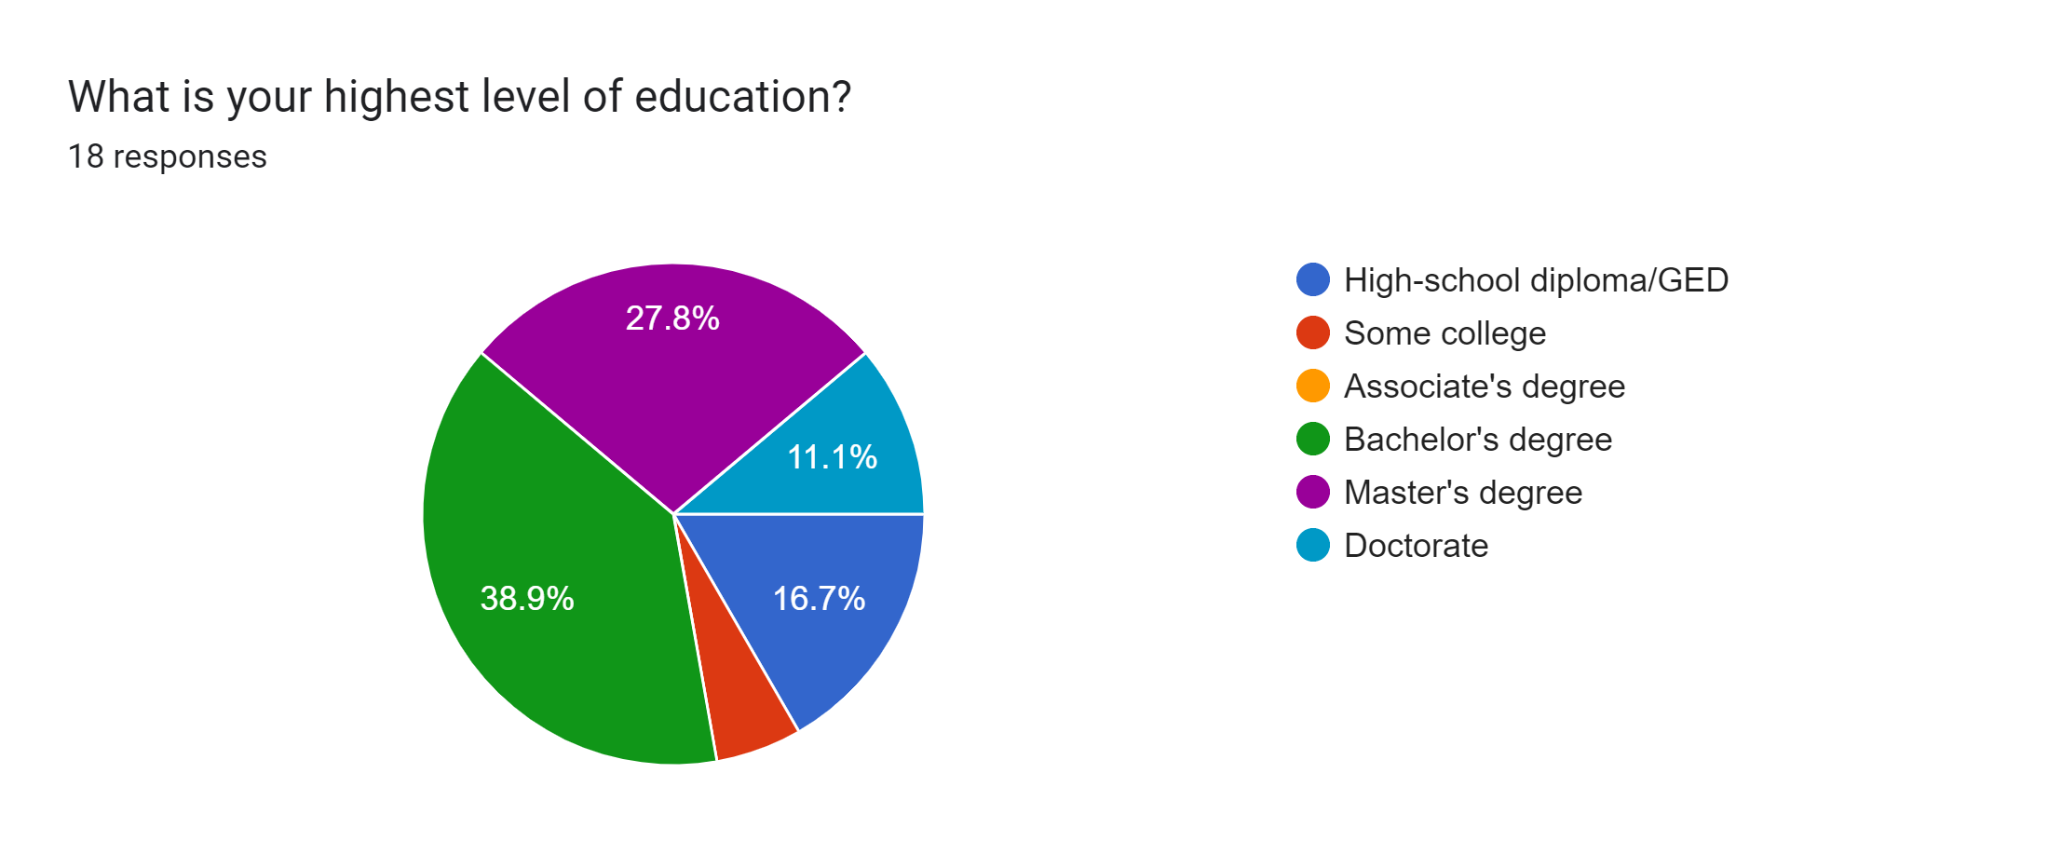 What is your highest level of education?
18 responses
27.8%
11.1%
38.9%
16.7%
High-school diploma/GED
Some college
Associate's degree
Bachelor's degree
Master's degree
Doctorate